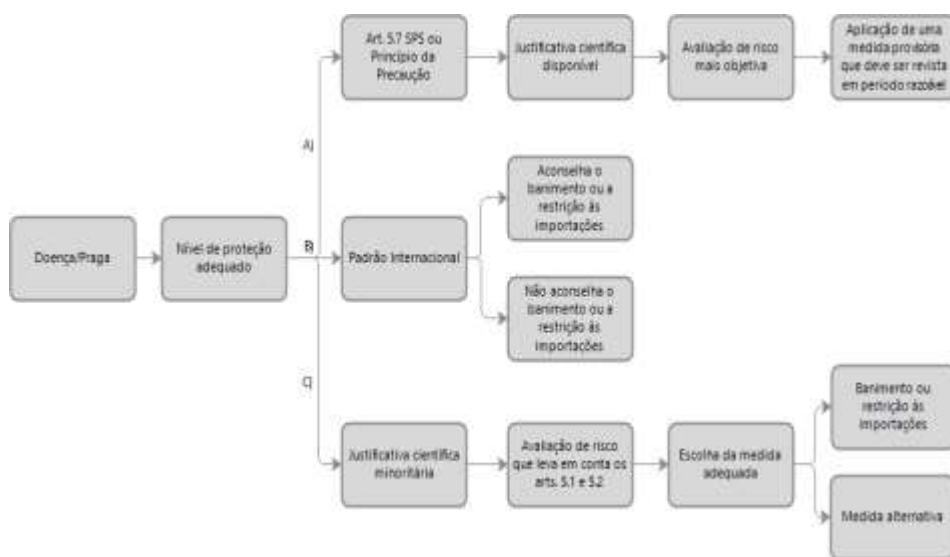 Art. 5.7 SPS ou
Princípio da
Precaução
Justificativa científica
disponível
Avaliação de risco
mais objetiva
Aplicação de uma
medida provisória
que deve ser revista
em período razoável
A)
Aconselha o
banimento ou a
restrição às
importações
Doença/Praga
Nível de proteção
adequado
B)
Padrão Internacional
Não aconselha o
banimento ou a
restrição às
importações
C)
Banimento ou
restrição às
importações
Justificativa científica
minoritária
Avaliação de risco
que leva em conta os
arts. 5.1 e 5.2
Escolha da medida
adequada
Medida alternativa